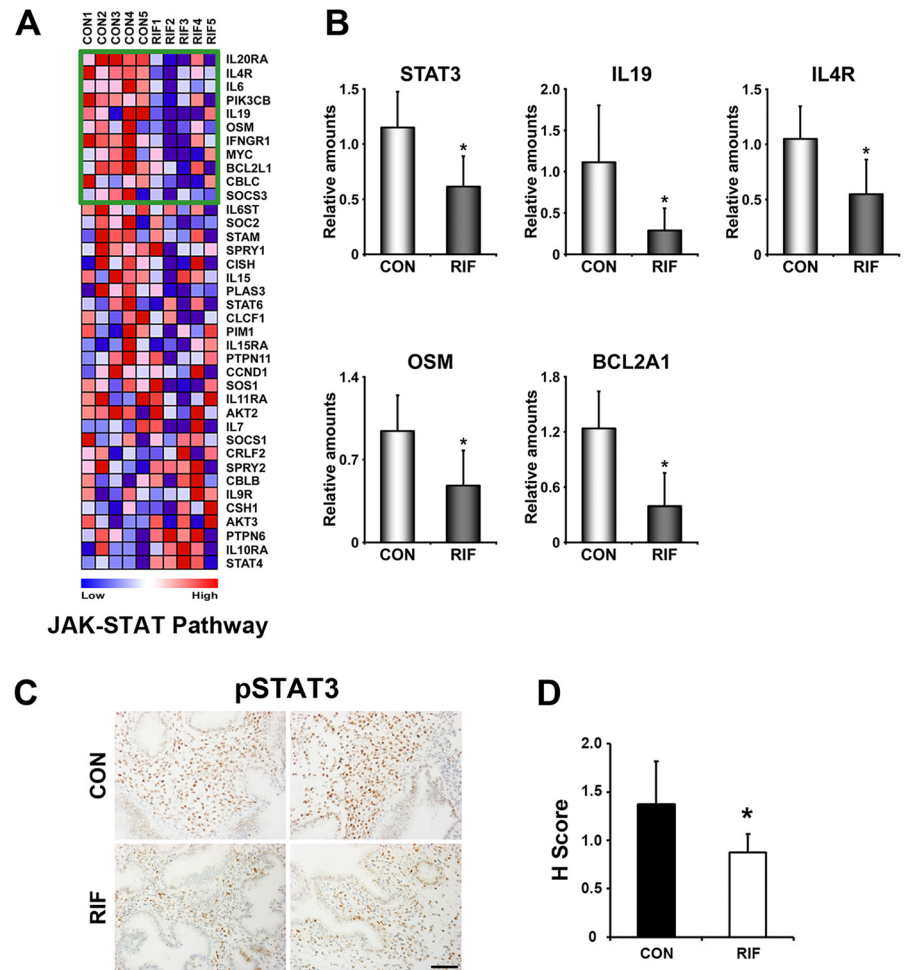 A
CON1 CON2 CON3 CON4 CON5 RIF1 RIF2 RIF3 RIF4 RIF5
IL20RA
IL4R
IL6
PIK3CB
IL19
OSM
IFNGR1
MYC
BCL2L1
CBLC
SOCS3
IL6ST
SOC2
STAM
SPRY1
CISH
IL15
PLAS3
STAT6
CLCF1
PIM1
IL15RA
PTPN11
CCND1
SOS1
IL11RA
AKT2
IL7
SOCS1
CRLF2
SPRY2
CBLB
IL9R
CSH1
AKT3
PTPN6
IL10RA
STAT4
Low High
JAK-STAT Pathway
B
STAT3
Relative amounts
1.5
1.0
0.5
0
*
CON RIF
IL19
Relative amounts
2.0
1.5
1.0
0.5
0
*
CON RIF
IL4R
Relative amounts
1.5
1.0
0.5
0
*
CON RIF
OSM
Relative amounts
1.4
0.7
0
*
CON RIF
BCL2A1
Relative amounts
1.8
1.2
0.6
0
*
CON RIF
C
pSTAT3
CON
RIF
D
H Score
2.0
1.5
1.0
0.5
0
*
CON RIF